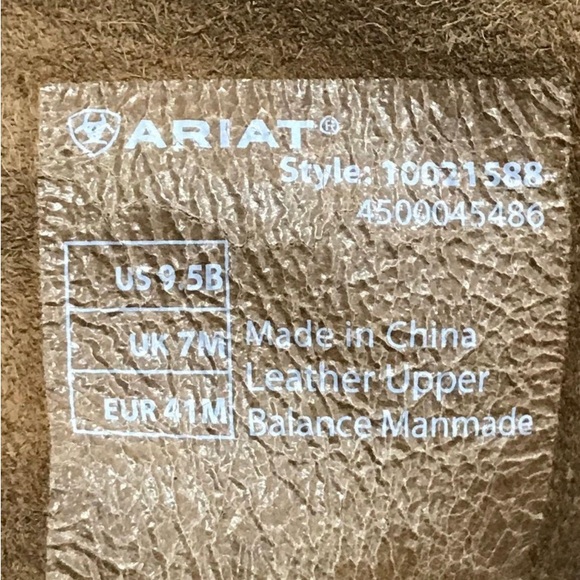 ARIAT®
Style: 10021588
4500045486
US 9.5B
UK 7M
EUR 41M
Made in China
Leather Upper
Balance Manmade